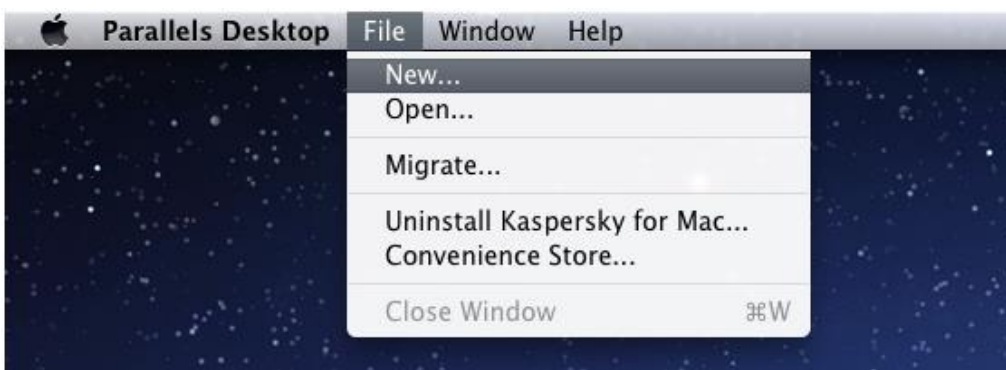 Parallels Desktop File Window Help
New...
Open...
Migrate...
Uninstall Kaspersky for Mac...
Convenience Store...
Close Window ⌘W